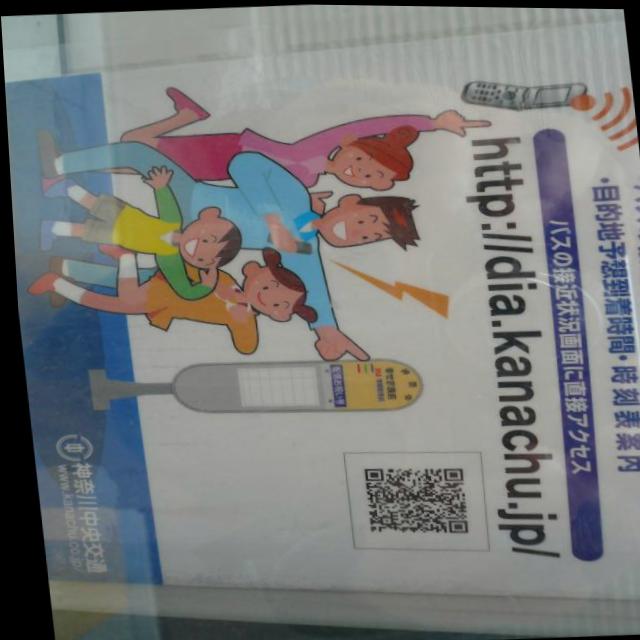 ・目的地予想到着時間・時刻表案内
バスの接近状況画面に直接アクセス
http://dia.kanachu.jp/
神奈川中央交通